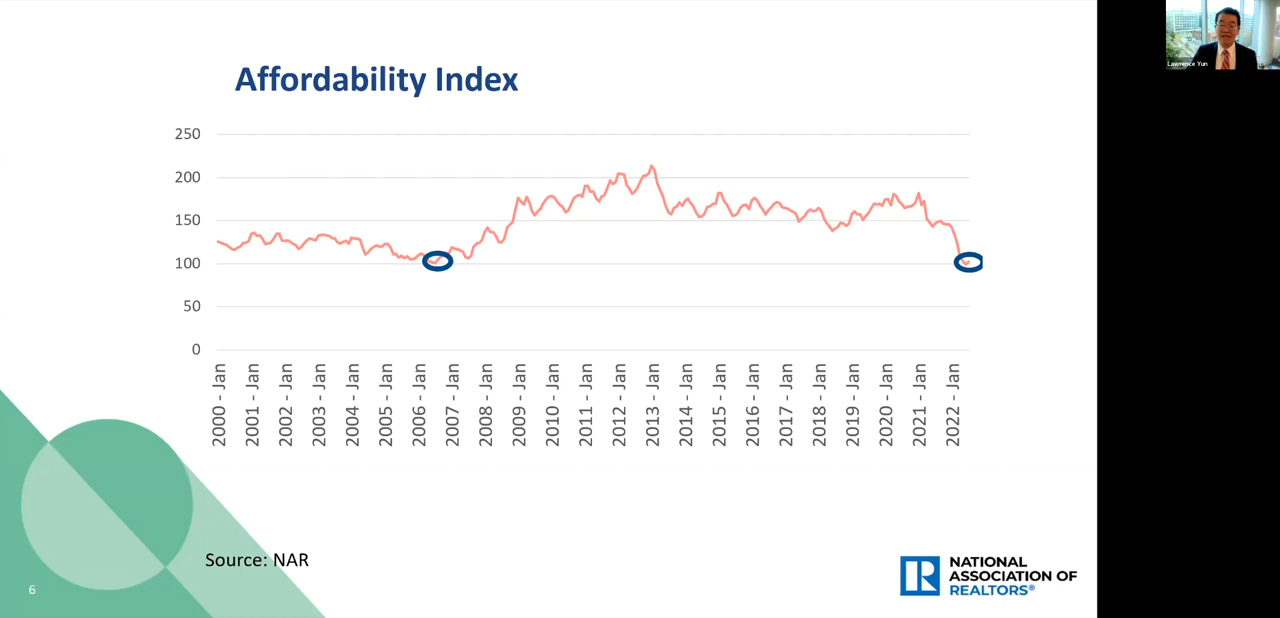 Affordability Index
250
200
150
100
50
0
2000 - Jan
2001 - Jan
2002 - Jan
2003 - Jan
2004 - Jan
2005 - Jan
2006 - Jan
2007 - Jan
2008 - Jan
2009 - Jan
2010 - Jan
2011 - Jan
2012 - Jan
2013 - Jan
2014 - Jan
2015 - Jan
2016 - Jan
2017 - Jan
2018 - Jan
2019 - Jan
2020 - Jan
2021 - Jan
2022 - Jan
Source: NAR
6
R
NATIONAL
ASSOCIATION OF
REALTORS®
Lawrence Yun